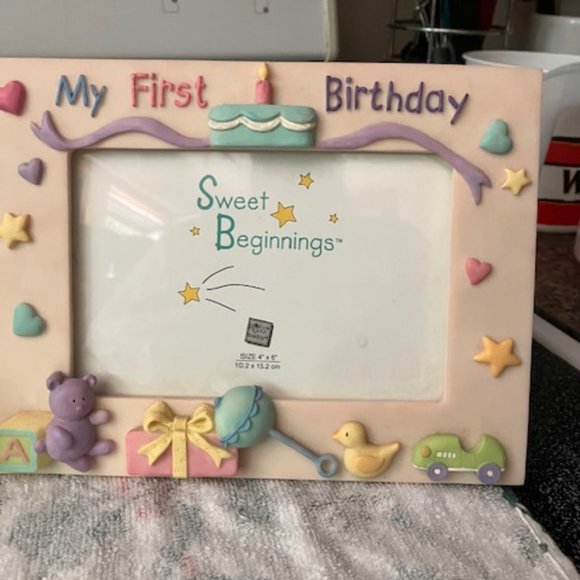 My First Birthday
Sweet
Beginnings™
SIZE 4" x 6"
10.2 x 15.2 cm
A
W